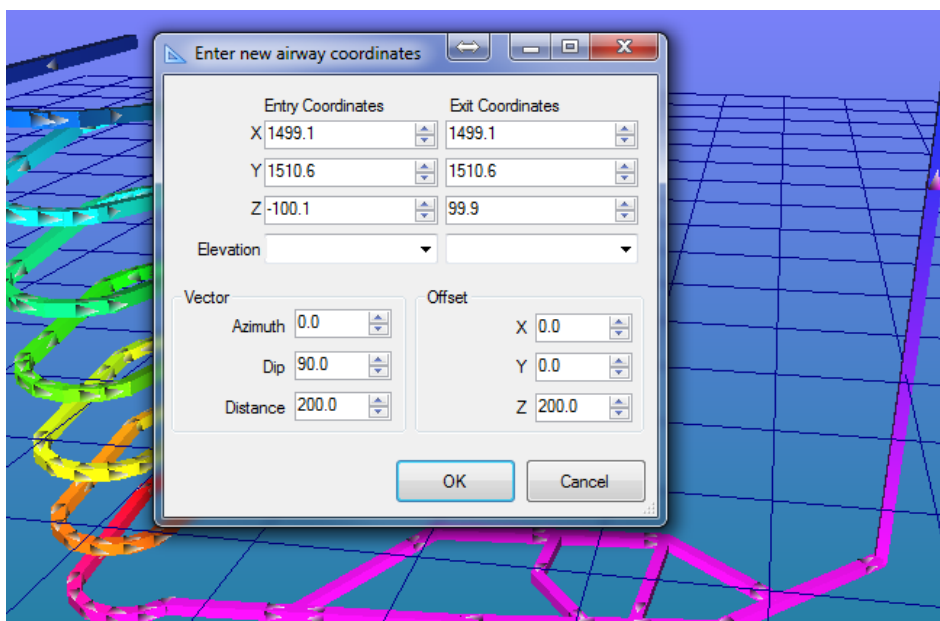 Enter new airway coordinates
Entry Coordinates Exit Coordinates
X 1499.1 1499.1
Y 1510.6 1510.6
Z -100.1 99.9
Elevation
Vector Offset
Azimuth 0.0 X 0.0
Dip 90.0 Y 0.0
Distance 200.0 Z 200.0
OK Cancel